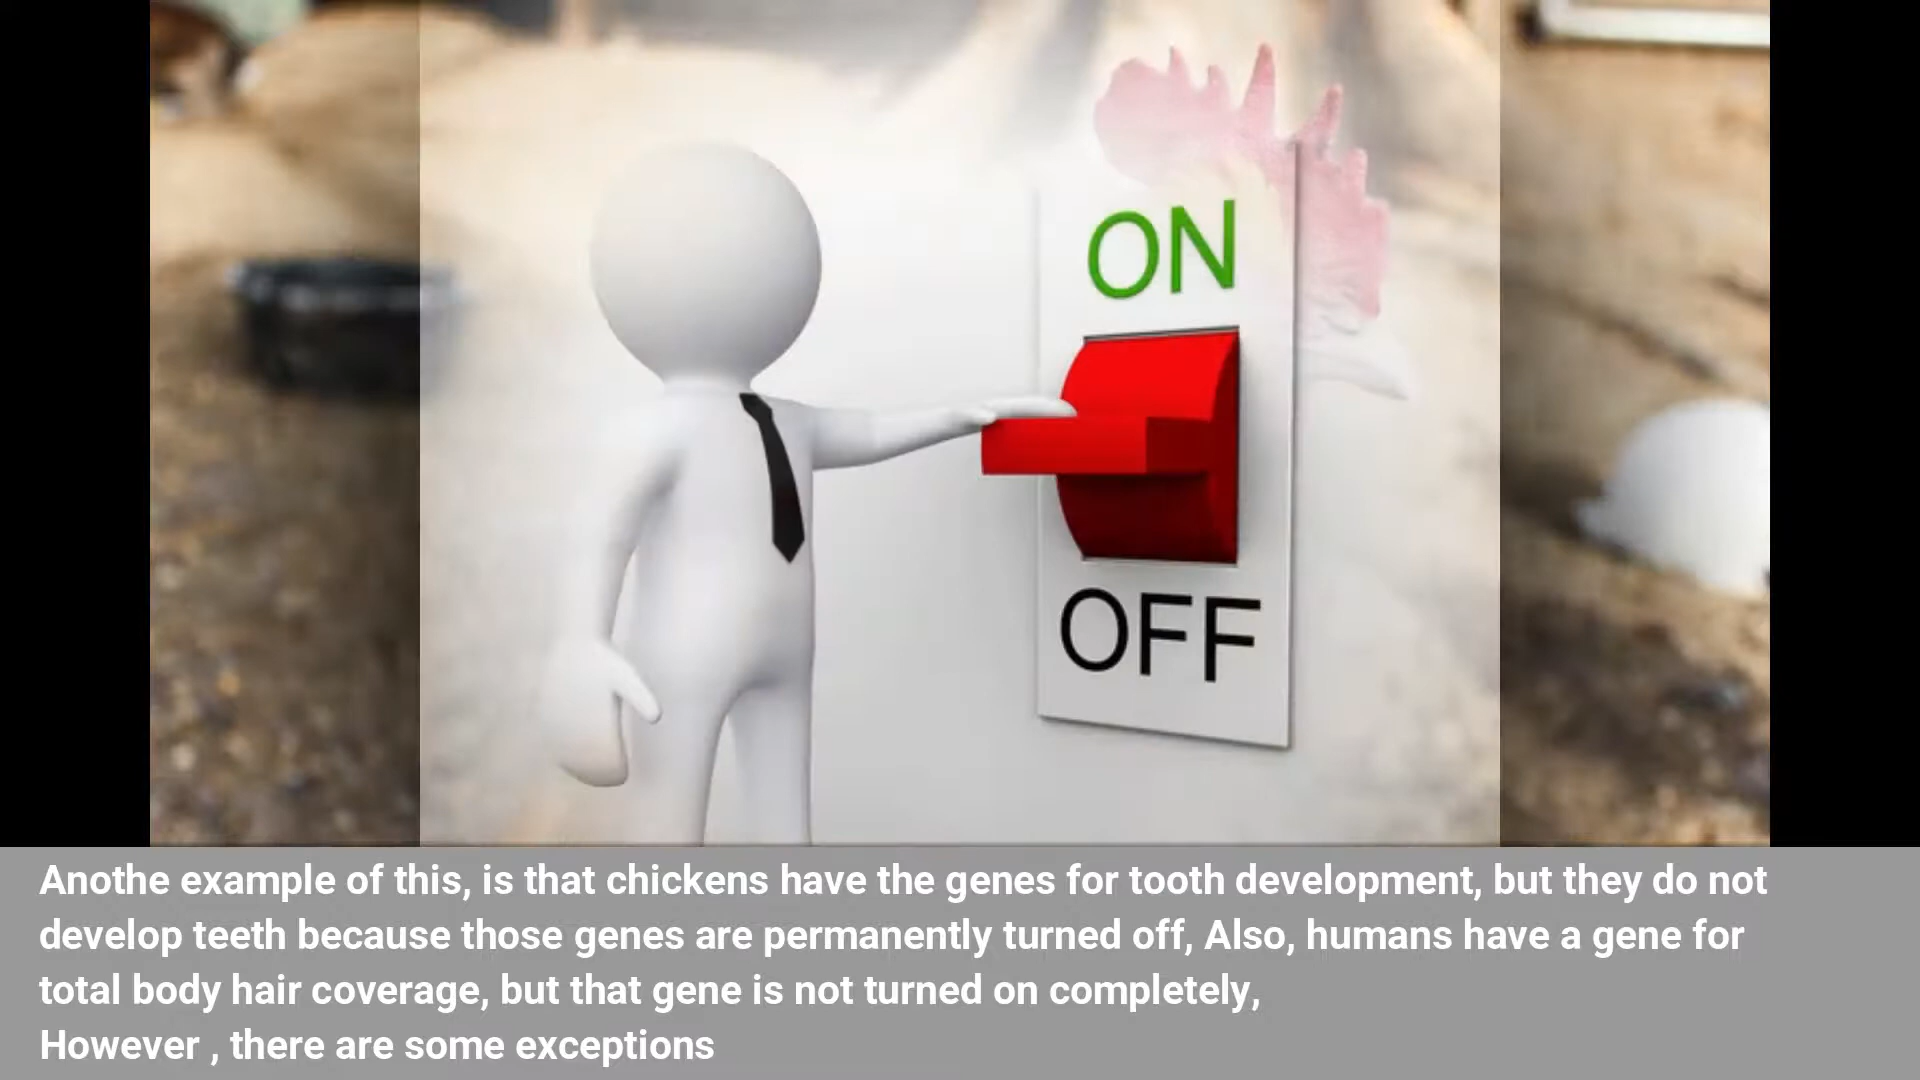 ON
OFF
Anothe example of this, is that chickens have the genes for tooth development, but they do not
develop teeth because those genes are permanently turned off, Also, humans have a gene for
total body hair coverage, but that gene is not turned on completely,
However , there are some exceptions